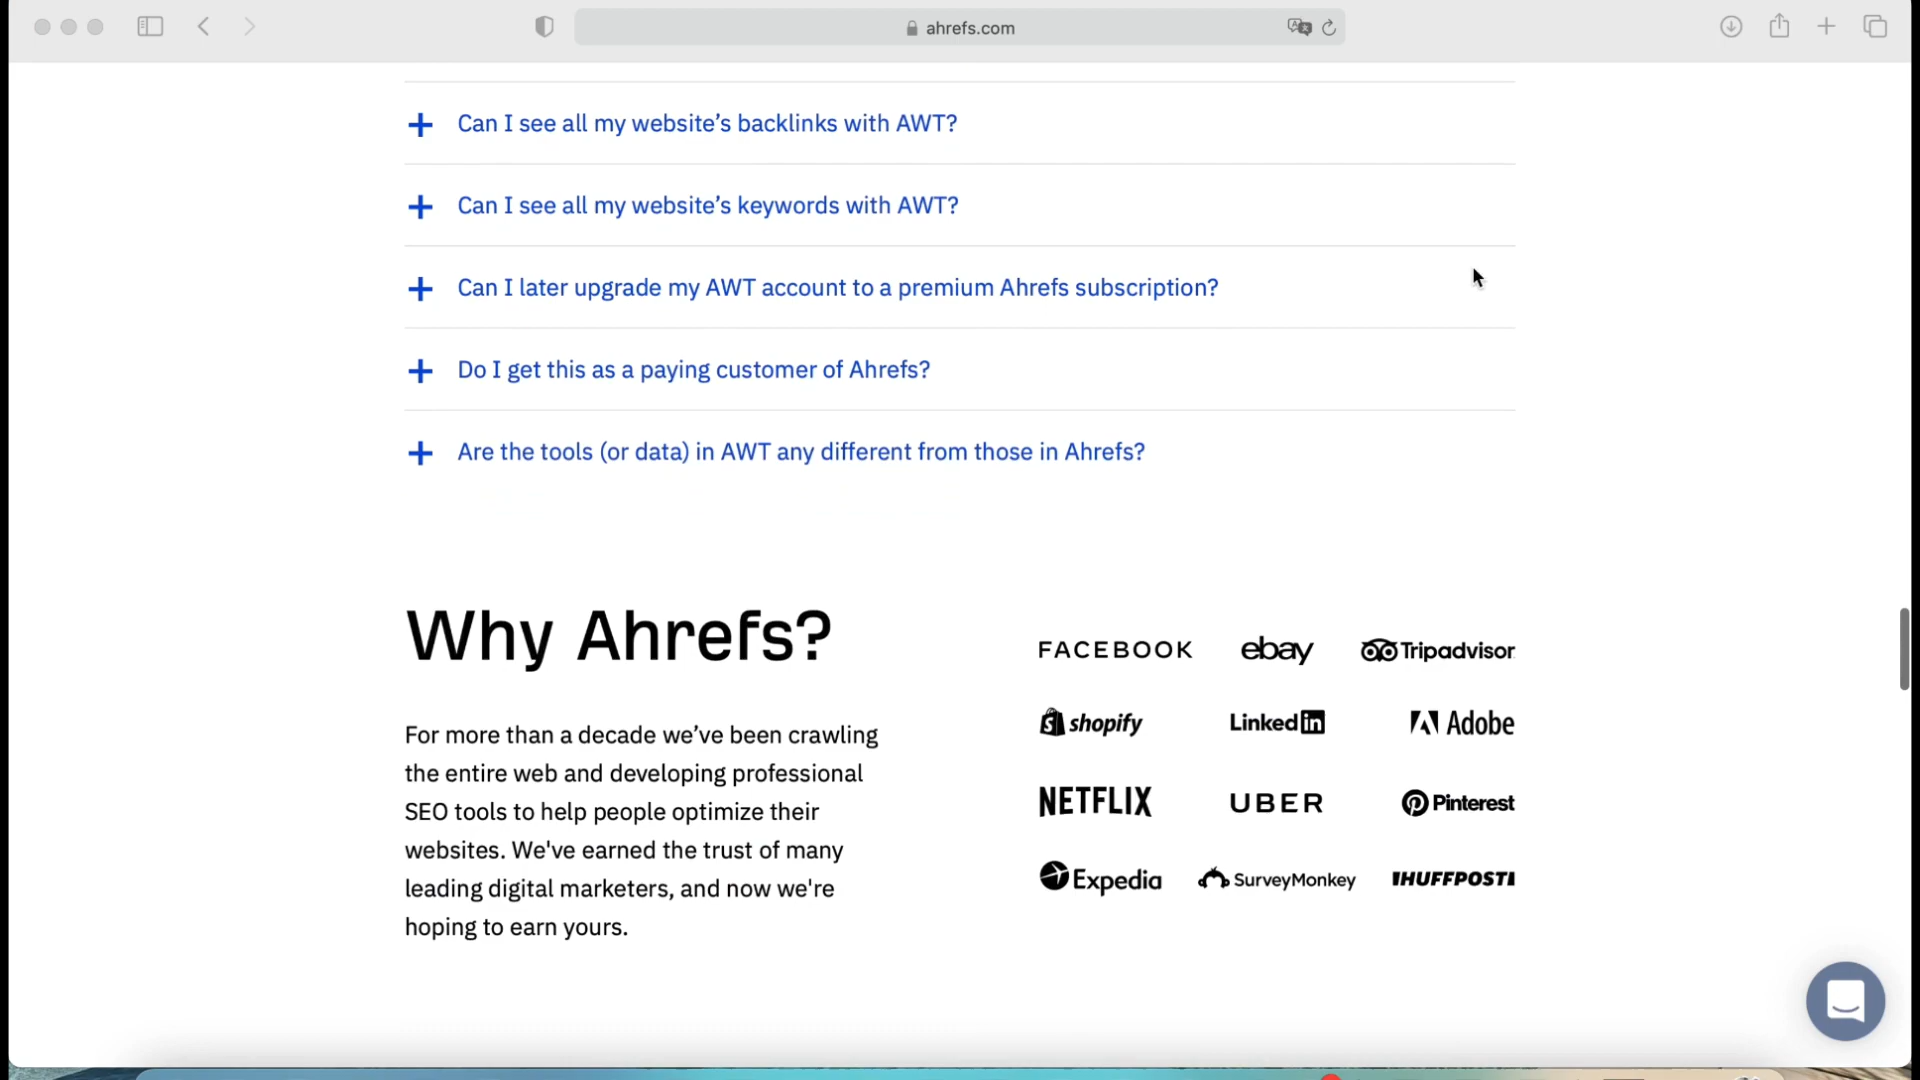 ahrefs.com
Can I see all my website’s backlinks with AWT?
Can I see all my website’s keywords with AWT?
Can I later upgrade my AWT account to a premium Ahrefs subscription?
Do I get this as a paying customer of Ahrefs?
Are the tools (or data) in AWT any different from those in Ahrefs?
Why Ahrefs?
For more than a decade we’ve been crawling
the entire web and developing professional
SEO tools to help people optimize their
websites. We've earned the trust of many
leading digital marketers, and now we're
hoping to earn yours.
FACEBOOK ebay Tripadvisor
shopify Linked in Adobe
NETFLIX UBER Pinterest
Expedia SurveyMonkey HUFFPOST